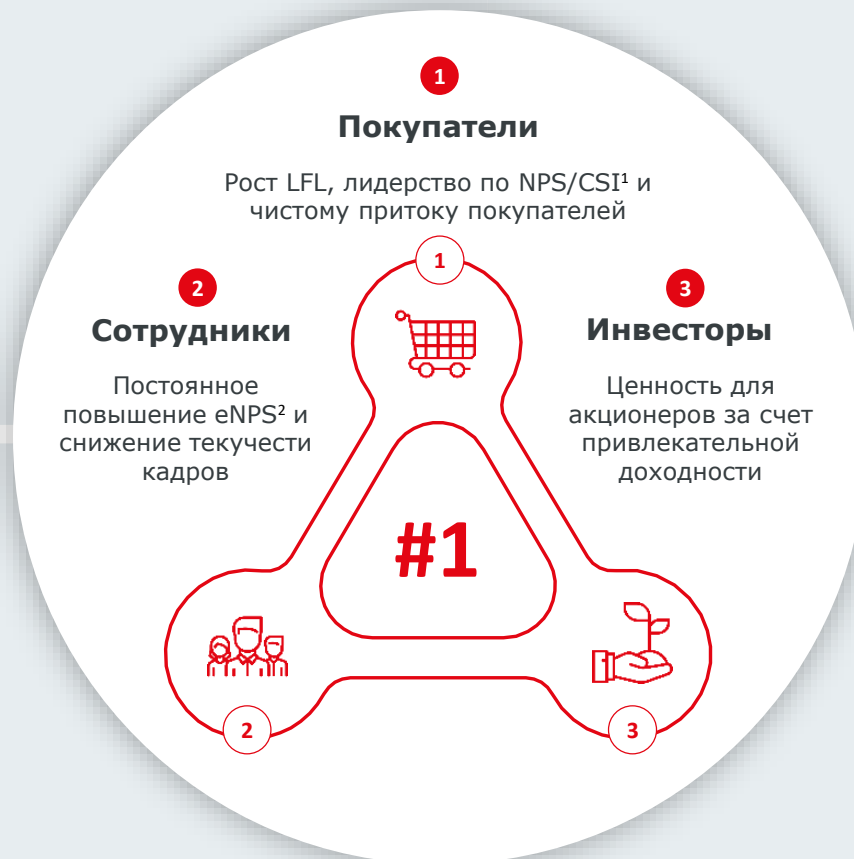 1
Покупатели
Рост LFL, лидерство по NPS/CSI¹ и
чистому притоку покупателей
1
2
Сотрудники
Постоянное
повышение eNPS² и
снижение текучести
кадров
3
Инвесторы
Ценность для
акционеров за счет
привлекательной
доходности
#1
2
3